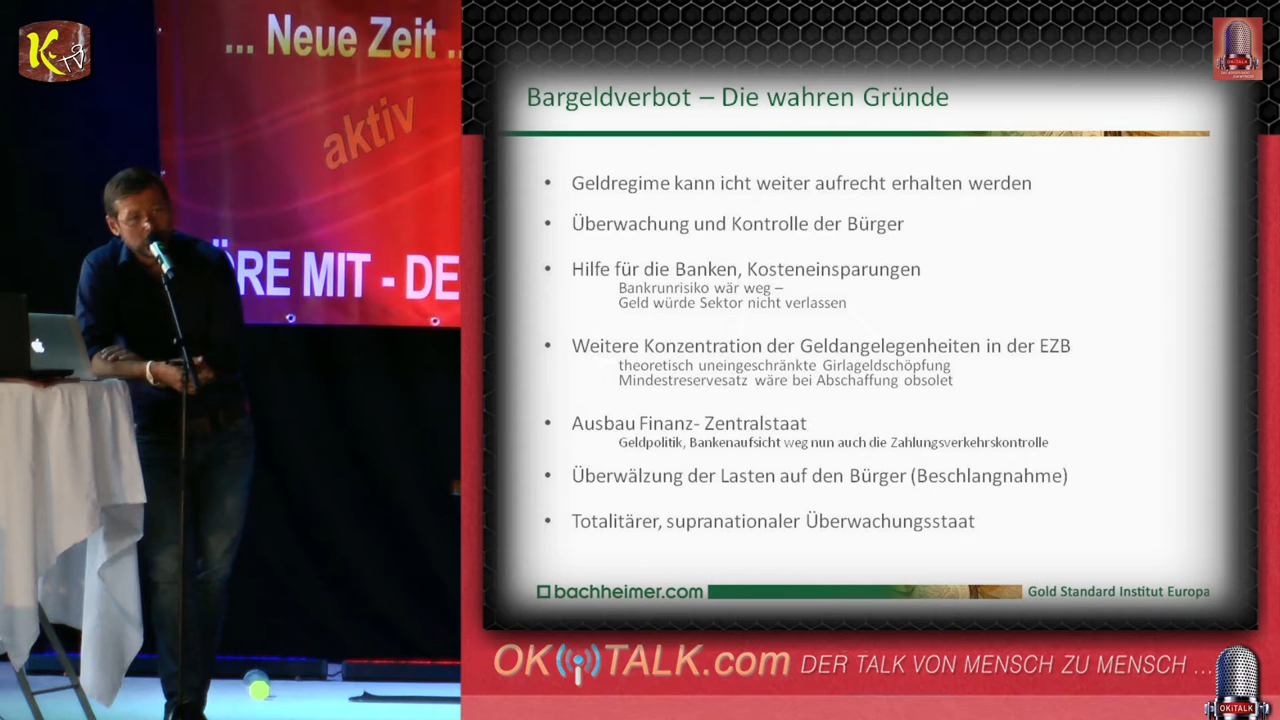 K TV
... Neue Zeit ..
aktiv
ÖRE MIT - DE
OKiTALK
Bargeldverbot – Die wahren Gründe
• Geldregime kann icht weiter aufrecht erhalten werden
• Überwachung und Kontrolle der Bürger
• Hilfe für die Banken, Kosteneinsparungen
Bankrunrisiko wär weg –
Geld würde Sektor nicht verlassen
• Weitere Konzentration der Geldangelegenheiten in der EZB
theoretisch uneingeschränkte Girlageldschöpfung
Mindestreservesatz wäre bei Abschaffung obsolet
• Ausbau Finanz- Zentralstaat
Geldpolitik, Bankenaufsicht weg nun auch die Zahlungsverkehrskontrolle
• Überwälzung der Lasten auf den Bürger (Beschlangnahme)
• Totalitärer, supranationaler Überwachungsstaat
bachheimer.com
Gold Standard Institut Europa
OKiTALK.com DER TALK VON MENSCH ZU MENSCH ...
OKiTALK